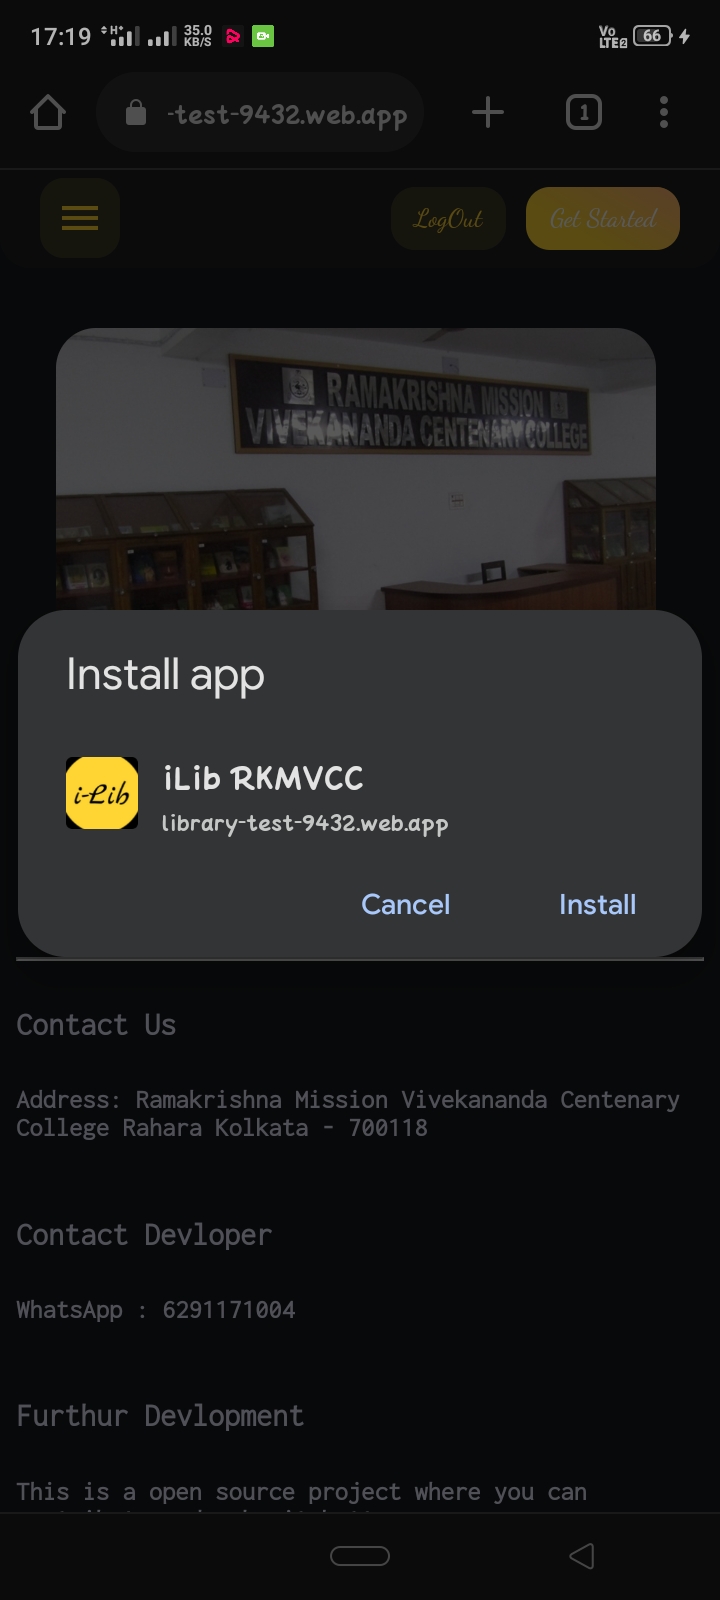 17:19
H+
35.0
KB/S
Vo
LTE2
66
-test-9432.web.app
1
LogOut
Get Started
RAMAKRISHNA MISSION
VIVEKANANDA CENTENARY COLLEGE
Install app
i-Lib
iLib RKMVCC
library-test-9432.web.app
Cancel
Install
Contact Us
Address: Ramakrishna Mission Vivekananda Centenary
College Rahara Kolkata - 700118
Contact Devloper
WhatsApp : 6291171004
Furthur Devlopment
This is a open source project where you can